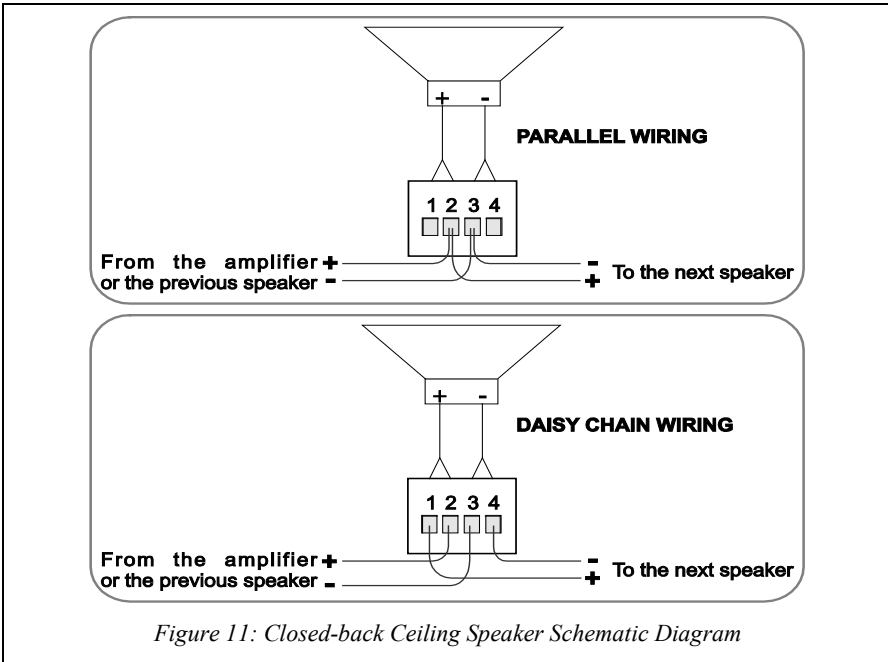 + -
PARALLEL WIRING
1 2 3 4
From the amplifier +
or the previous speaker -
-
+ To the next speaker
+ -
DAISY CHAIN WIRING
1 2 3 4
From the amplifier +
or the previous speaker -
-
+ To the next speaker
Figure 11: Closed-back Ceiling Speaker Schematic Diagram